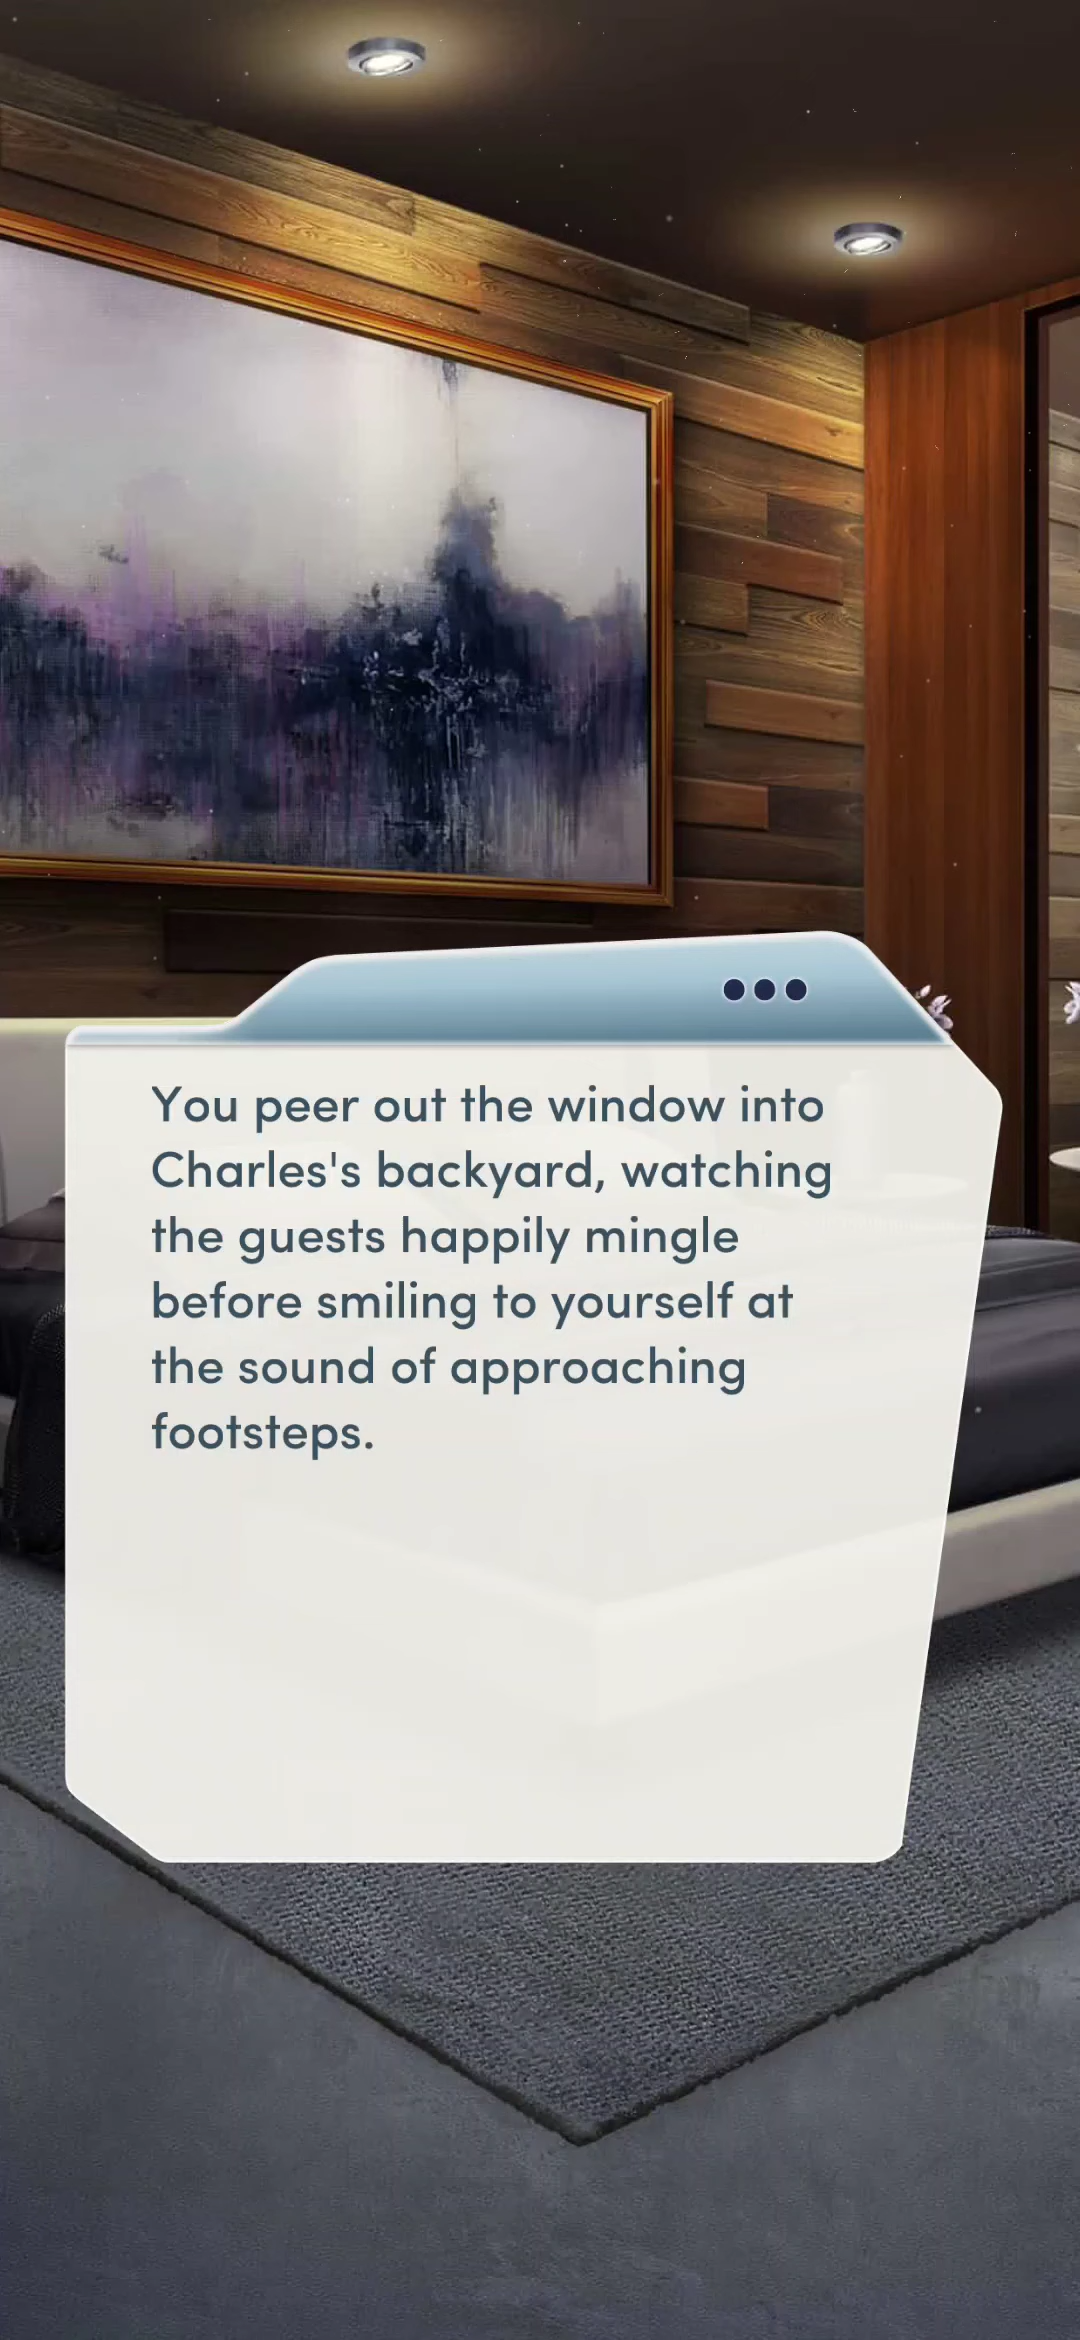 You peer out the window into
Charles's backyard, watching
the guests happily mingle
before smiling to yourself at
the sound of approaching
footsteps.